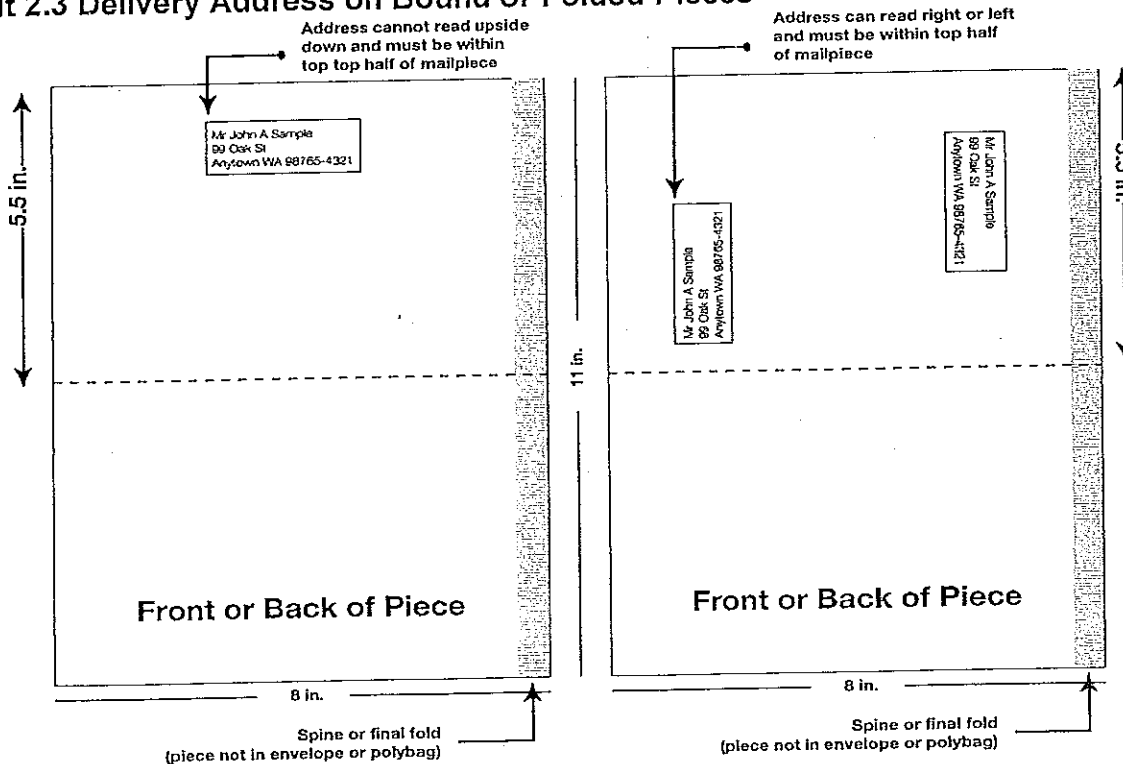 2.3 Delivery Address on Bound or Folded Pieces
Address cannot read upside
down and must be within
top top half of mailpiece
5.5 in.
Mr John A Sample
99 Oak St
Anytown WA 98765-4321
Front or Back of Piece
8 in.
Spine or final fold
(piece not in envelope or polybag)
11 in.
Address can read right or left
and must be within top half
of mailpiece
Mr John A Sample
99 Oak St
Anytown WA 98765-4321
Mr John A Sample
99 Oak St
Anytown WA 98765-4321
Front or Back of Piece
8 in.
Spine or final fold
(piece not in envelope or polybag)